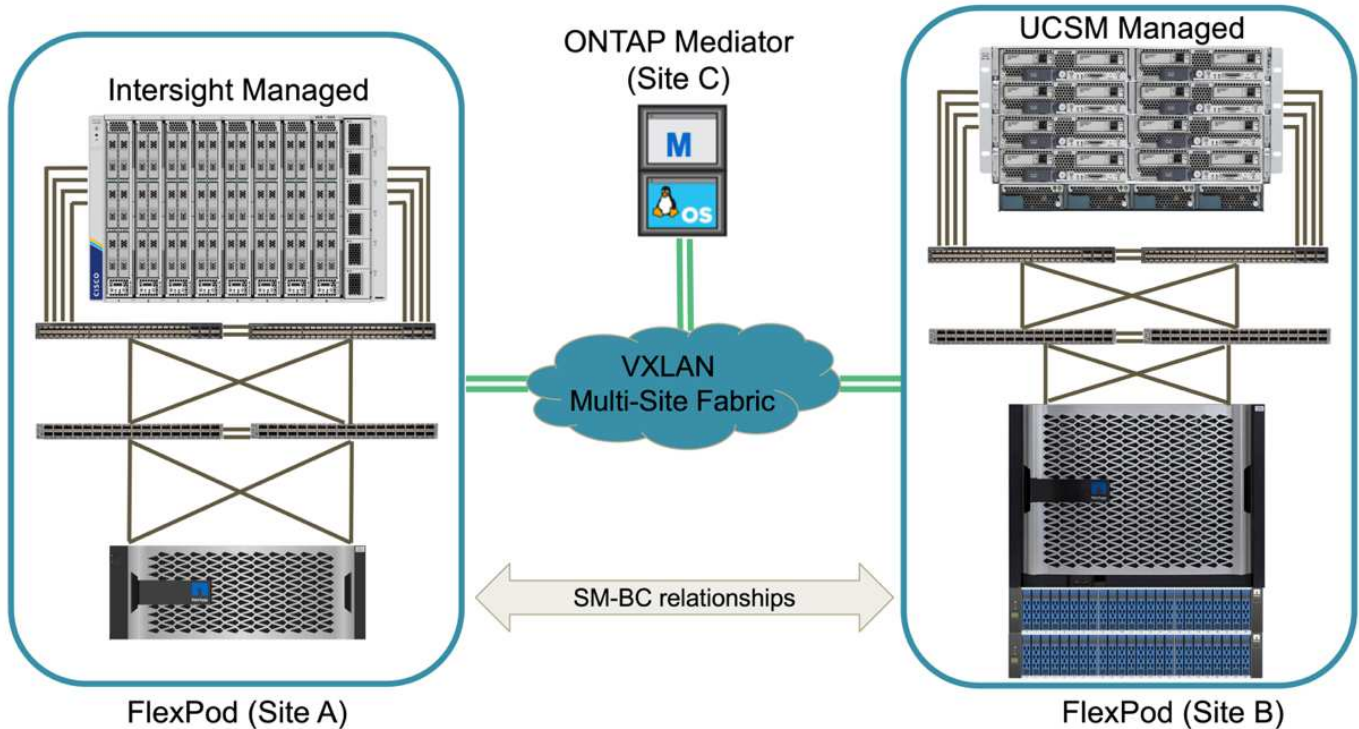 Intersight Managed
ONTAP Mediator
(Site C)
UCSM Managed
M
OS
CISCO
VXLAN
Multi-Site Fabric
SM-BC relationships
FlexPod (Site A)
FlexPod (Site B)